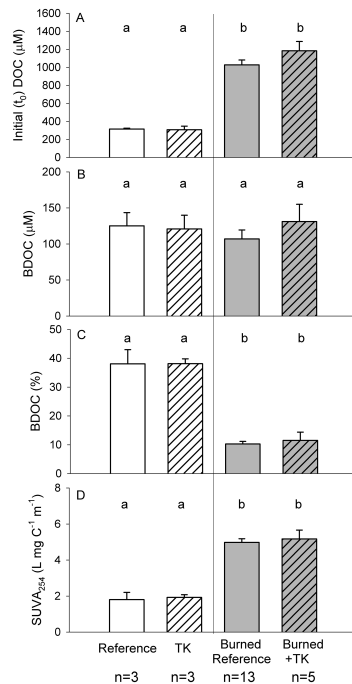 A
a a b b
1600
1400
1200
1000
800
600
400
200
0
Initial (t0) DOC (µM)
B
a a a a
200
150
100
50
0
BDOC (µM)
C
a a b b
50
40
30
20
10
0
BDOC (%)
D
a a b b
8
6
4
2
0
SUVA254 (L mg C-1 m-1)
Reference TK Burned Reference Burned +TK
n=3 n=3 n=13 n=5